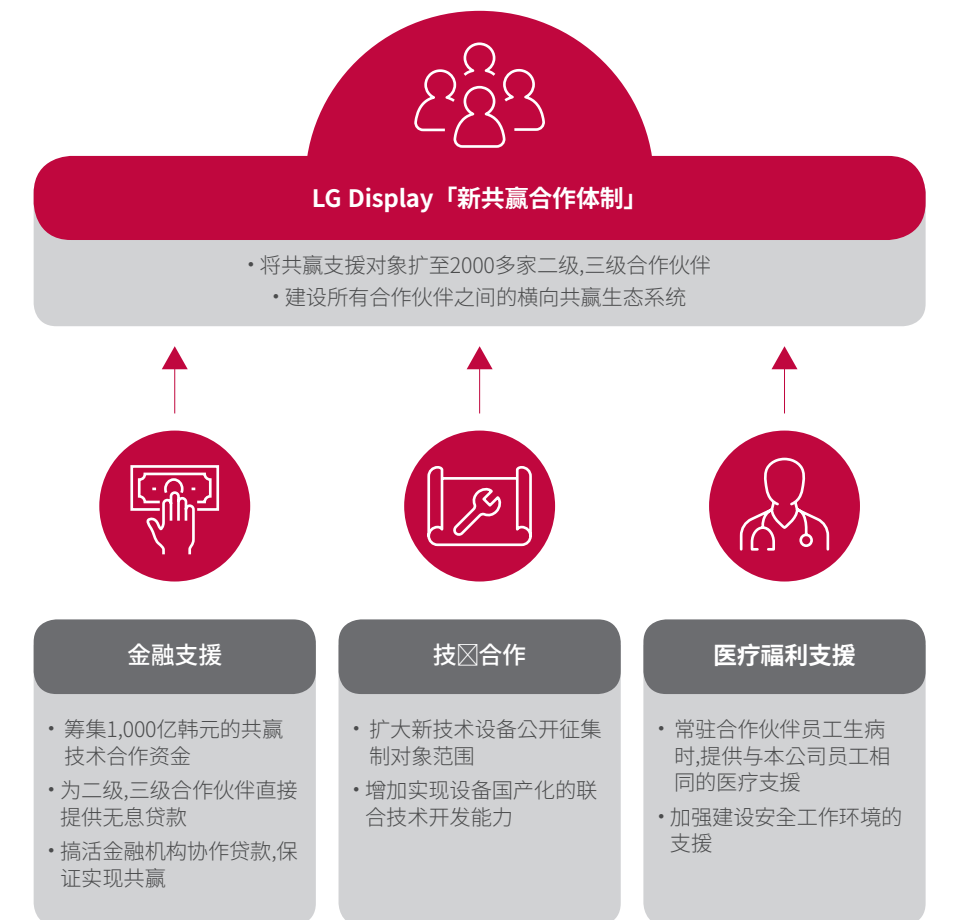 LG Display「新共赢合作体制」
•将共赢支援对象扩至2000多家二级,三级合作伙伴
•建设所有合作伙伴之间的横向共赢生态系统
金融支援
• 筹集1,000亿韩元的共赢
技术合作资金
•为二级,三级合作伙伴直接
提供无息贷款
•搞活金融机构协作贷款,保
证实现共赢
技☒合作
• 扩大新技术设备公开征集
制对象范围
•增加实现设备国产化的联
合技术开发能力
医疗福利支援
• 常驻合作伙伴员工生病
时,提供与本公司员工相
同的医疗支援
•加强建设安全工作环境的
支援